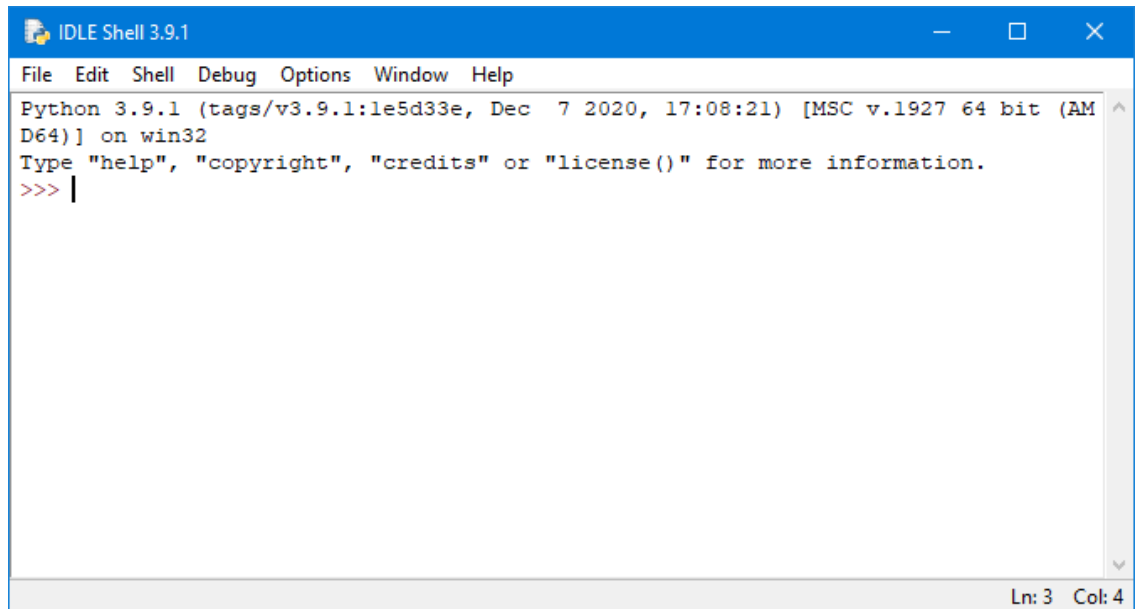 IDLE Shell 3.9.1
File Edit Shell Debug Options Window Help
Python 3.9.1 (tags/v3.9.1:1e5d33e, Dec  7 2020, 17:08:21) [MSC v.1927 64 bit (AM
D64)] on win32
Type "help", "copyright", "credits" or "license()" for more information.
>>>
Ln: 3 Col: 4